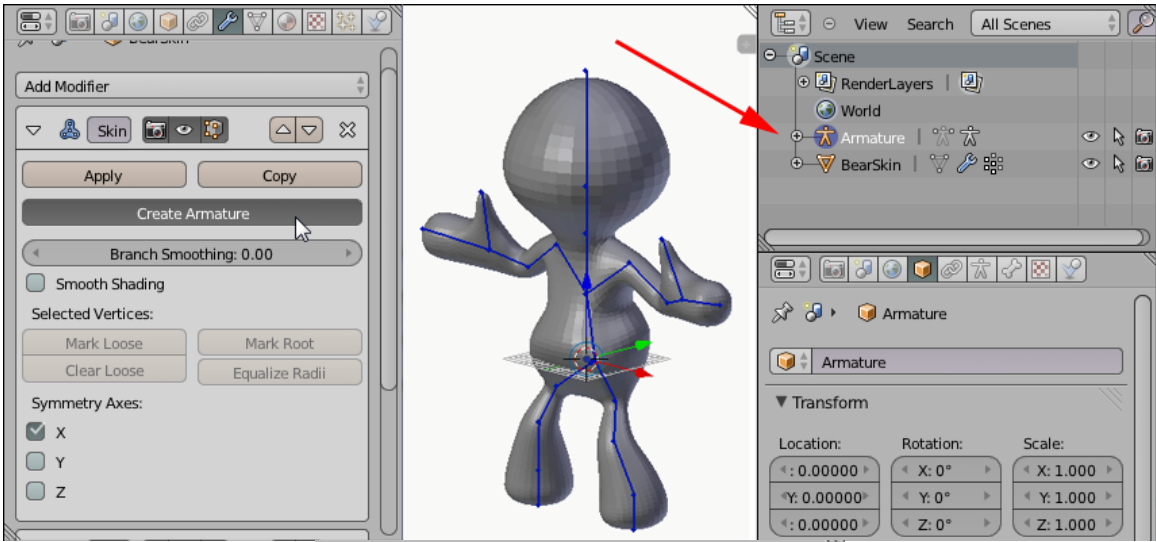 BearSkin
Add Modifier
Skin
Apply
Copy
Create Armature
Branch Smoothing: 0.00
Smooth Shading
Selected Vertices:
Mark Loose
Mark Root
Clear Loose
Equalize Radii
Symmetry Axes:
X
Y
Z
View Search All Scenes
Scene
RenderLayers
World
Armature
BearSkin
Armature
Armature
Transform
Location: Rotation: Scale:
: 0.00000 X: 0° X: 1.000
Y: 0.00000 Y: 0° Y: 1.000
: 0.00000 Z: 0° Z: 1.000